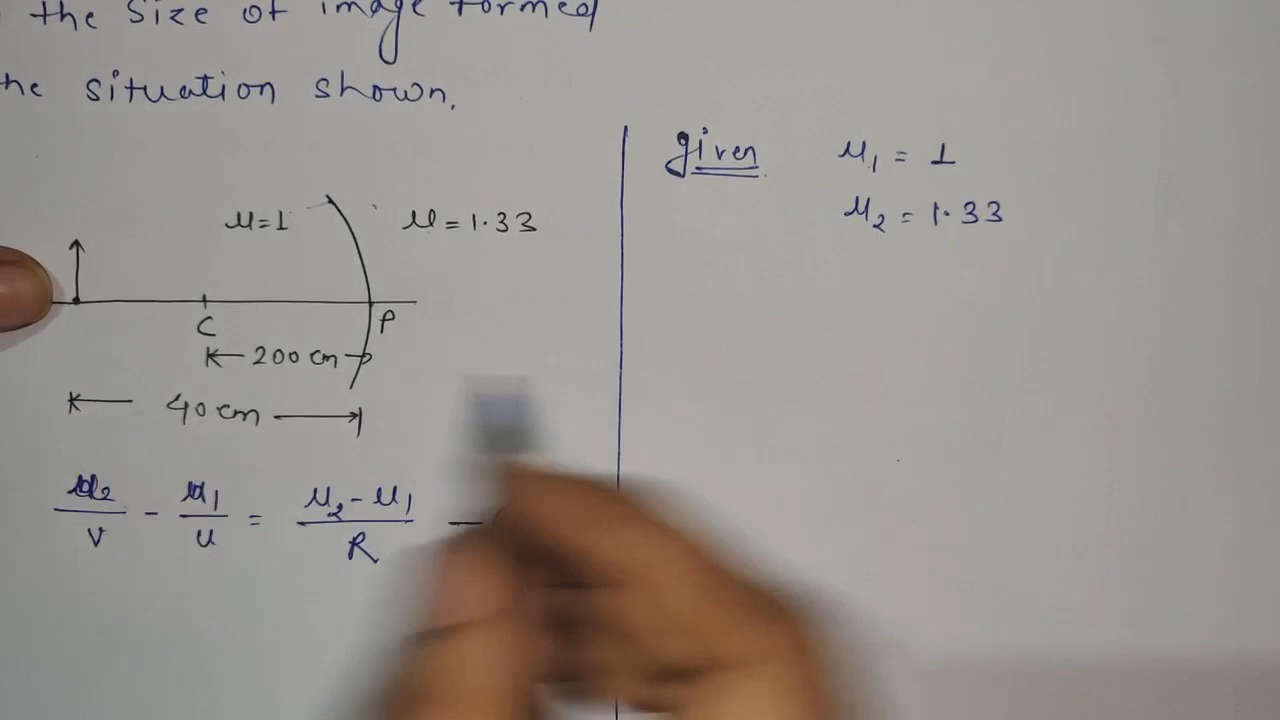 the size of image formed
he situation shown.
given μ₁ = 1
μ₂ = 1.33
μ=1 μ = 1.33
C P
200 cm
40 cm
μ₂/v - μ₁/u = μ₂ - μ₁/R